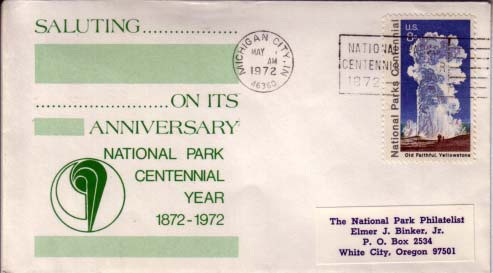 SALUTING..................
...................ON ITS
ANNIVERSARY
NATIONAL PARK
CENTENNIAL
YEAR
1872-1972
MICHIGAN CITY, IN
MAY
AM
1972
46360
NATIONAL
CENTENNIAL
1872
U.S.
8c
National Parks Centennial
Old Faithful, Yellowstone
The National Park Philatelist
Elmer J. Binker, Jr.
P. O. Box 2534
White City, Oregon 97501